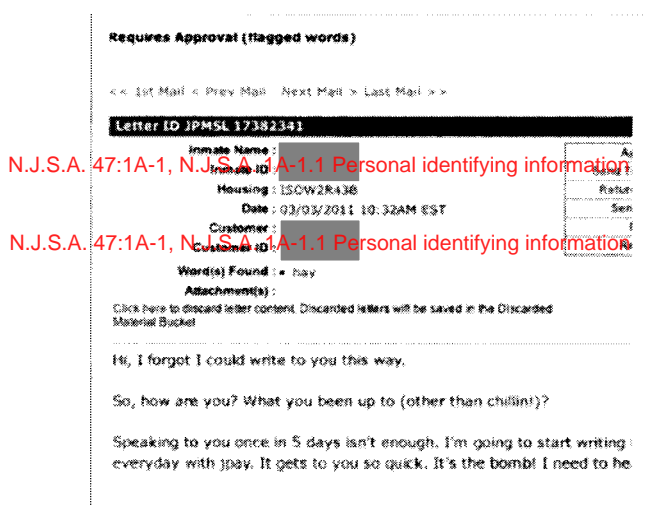 Requires Approval (flagged words)
<< 1st Mail < Prev Mail Next Mail > Last Mail >>
Letter ID JPMSL 17382341
Inmate Name :
N.J.S.A. 47:1A-1, N.J.S.A. 1A-1.1 Personal identifying information
Inmate ID :
Housing : ISOW2R43B
Retur
Date : 03/03/2011 10:32AM EST
Sen
Customer :
N.J.S.A. 47:1A-1, N.J.S.A. 1A-1.1 Personal identifying information
Customer ID :
Word(s) Found : • hay
Attachment(s) :
Click here to discard letter content. Discarded letters will be saved in the Discarded
Material Bucket
Hi, I forgot I could write to you this way.
So, how are you? What you been up to (other than chillin!)?
Speaking to you once in 5 days isn't enough. I'm going to start writing
everyday with jpay. It gets to you so quick. It's the bomb! I need to he